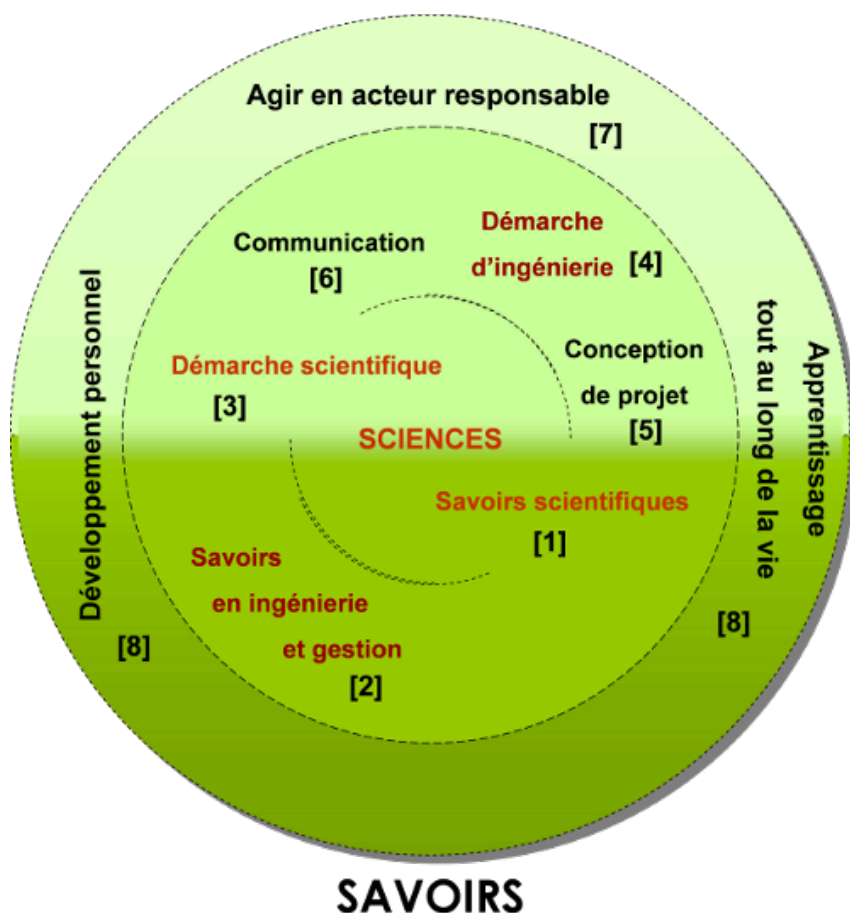 Agir en acteur responsable
[7]
Communication
[6]
Démarche
d'ingénierie [4]
Démarche scientifique
[3]
Conception
de projet
[5]
SCIENCES
Savoirs scientifiques
[1]
Savoirs
en ingénierie
et gestion
[2]
Développement personnel
[8]
Apprentissage
tout au long de la vie
[8]
SAVOIRS